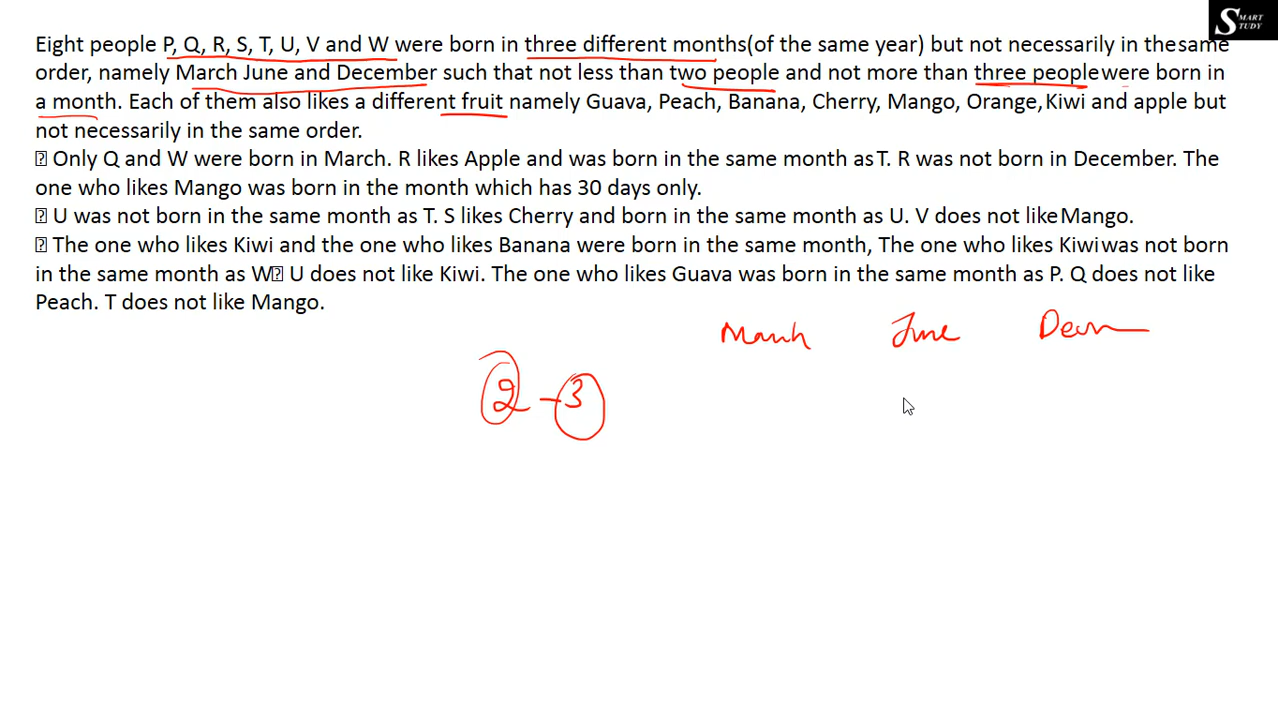 SMART STUDY
Eight people P, Q, R, S, T, U, V and W were born in three different months(of the same year) but not necessarily in thesame
order, namely March June and December such that not less than two people and not more than three people were born in
a month. Each of them also likes a different fruit namely Guava, Peach, Banana, Cherry, Mango, Orange, Kiwi and apple but
not necessarily in the same order.
Only Q and W were born in March. R likes Apple and was born in the same month as T. R was not born in December. The
one who likes Mango was born in the month which has 30 days only.
U was not born in the same month as T. S likes Cherry and born in the same month as U. V does not like Mango.
The one who likes Kiwi and the one who likes Banana were born in the same month, The one who likes Kiwi was not born
in the same month as W U does not like Kiwi. The one who likes Guava was born in the same month as P. Q does not like
Peach. T does not like Mango.
June
2 - 3